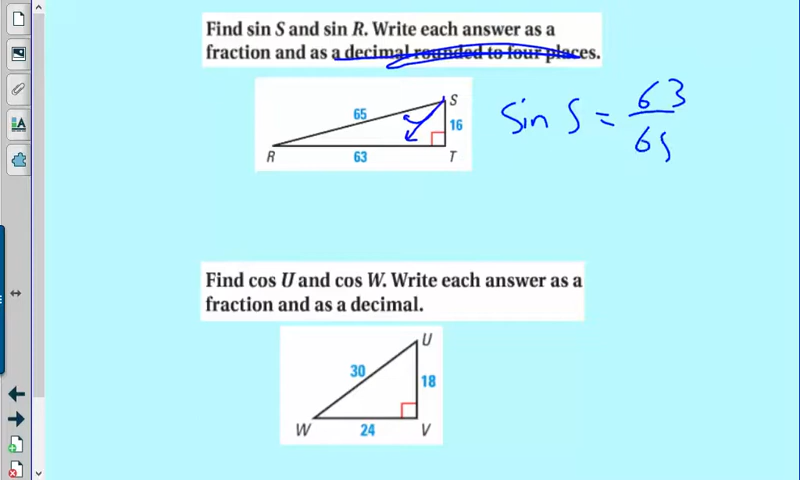 Find sin S and sin R. Write each answer as a
fraction and as a decimal rounded to four places.
S
65
16
R
63
T
sin S = 63/65
Find cos U and cos W. Write each answer as a
fraction and as a decimal.
U
30
18
W
24
V